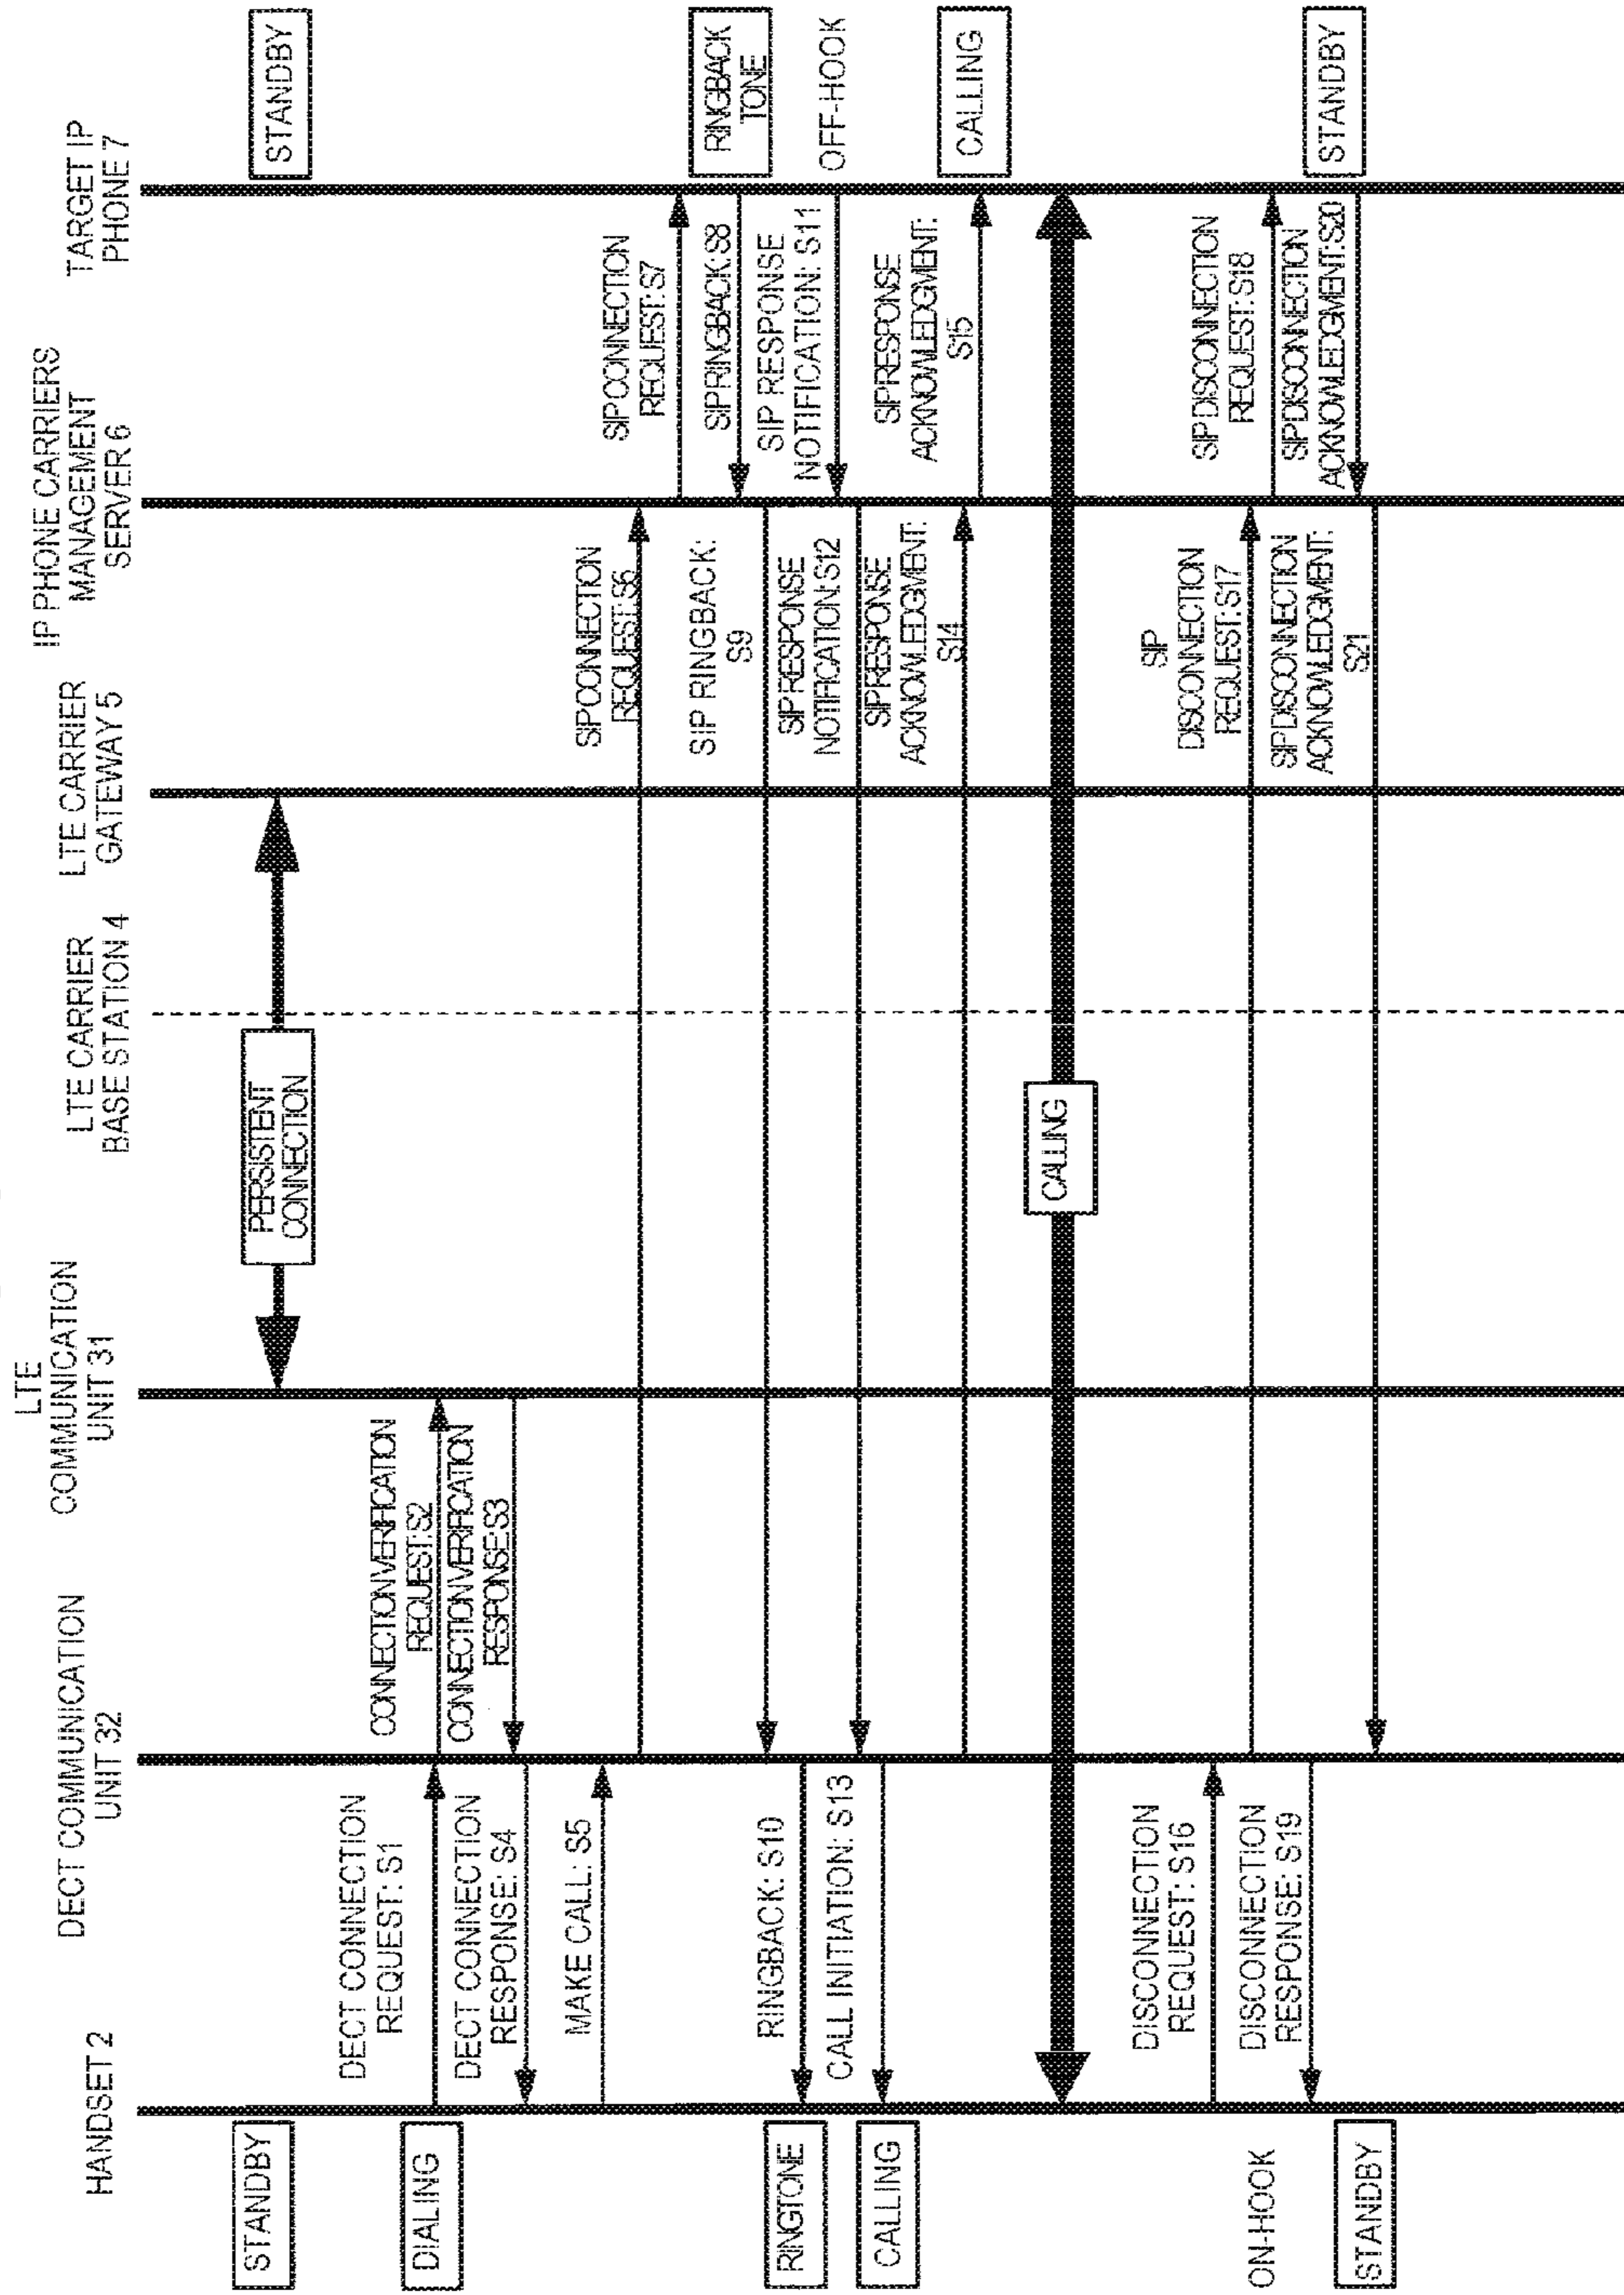 HANDSET 2
DECT COMMUNICATION
UNIT 32
LTE
COMMUNICATION
UNIT 31
LTE CARRIER
BASE STATION 4
LTE CARRIER
GATEWAY 5
IP PHONE CARRIERS
MANAGEMENT
SERVER 6
TARGET IP
PHONE 7
STANDBY
PERSISTENT
CONNECTION
STANDBY
DIALING
DECT CONNECTION
REQUEST: S1
CONNECTION VERIFICATION
REQUEST: S2
CONNECTION VERIFICATION
RESPONSE: S3
DECT CONNECTION
RESPONSE: S4
MAKE CALL: S5
SIP CONNECTION
REQUEST: S6
SIP CONNECTION
REQUEST: S7
SIP RINGBACK: S8
RINGBACK
TONE
SIP RINGBACK:
S9
RINGTONE
RINGBACK: S10
SIP RESPONSE
NOTIFICATION: S11
OFF-HOOK
SIP RESPONSE
NOTIFICATION: S12
CALL INITIATION: S13
CALLING
SIP RESPONSE
ACKNOWLEDGMENT:
S14
SIP RESPONSE
ACKNOWLEDGMENT:
S15
CALLING
CALLING
DISCONNECTION
REQUEST: S16
SIP
DISCONNECTION
REQUEST: S17
SIP DISCONNECTION
REQUEST: S18
ON-HOOK
DISCONNECTION
RESPONSE: S19
SIP DISCONNECTION
ACKNOWLEDGMENT: S20
SIP DISCONNECTION
ACKNOWLEDGMENT:
S21
STANDBY
STANDBY